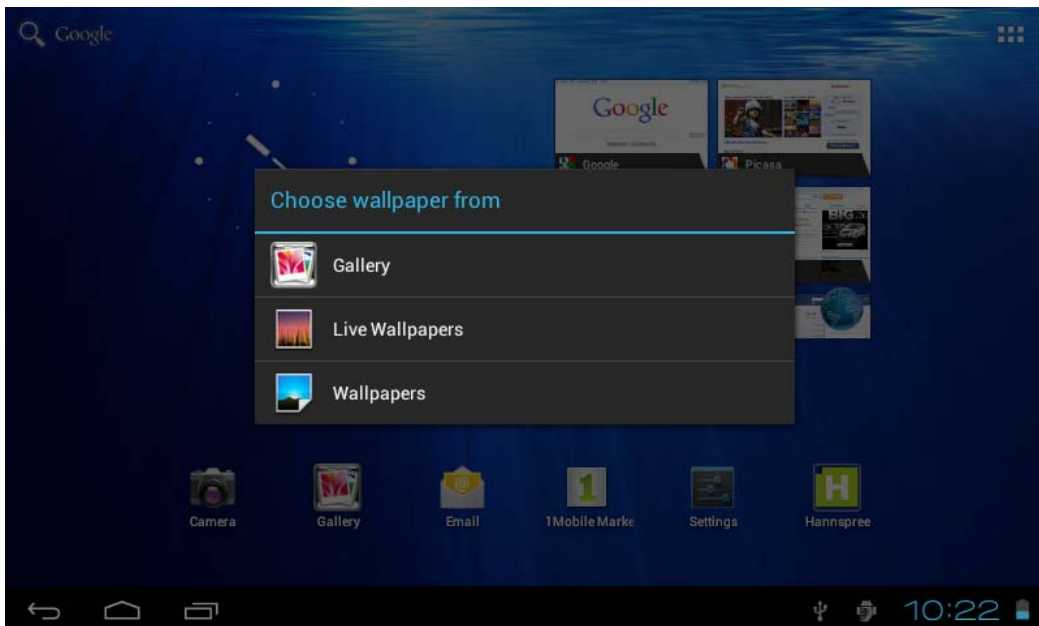 Google
Google
Google
Picasa
BIG
Choose wallpaper from
Gallery
Live Wallpapers
Wallpapers
1
H
Camera
Gallery
Email
1Mobile Marke
Settings
Hannspree
10:22